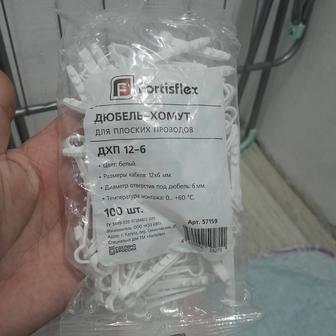 Fortisflex
ДЮБЕЛЬ-ХОМУТ
ДЛЯ ПЛОСКИХ ПРОВОДОВ
ДХП 12-6
• Цвет: белый.
• Размеры кабеля: 12х6 мм.
• Диаметр отверстия под дюбель: 6 мм.
• Температура монтажа: 0... +60 °С.
100 шт.
Арт. 57159